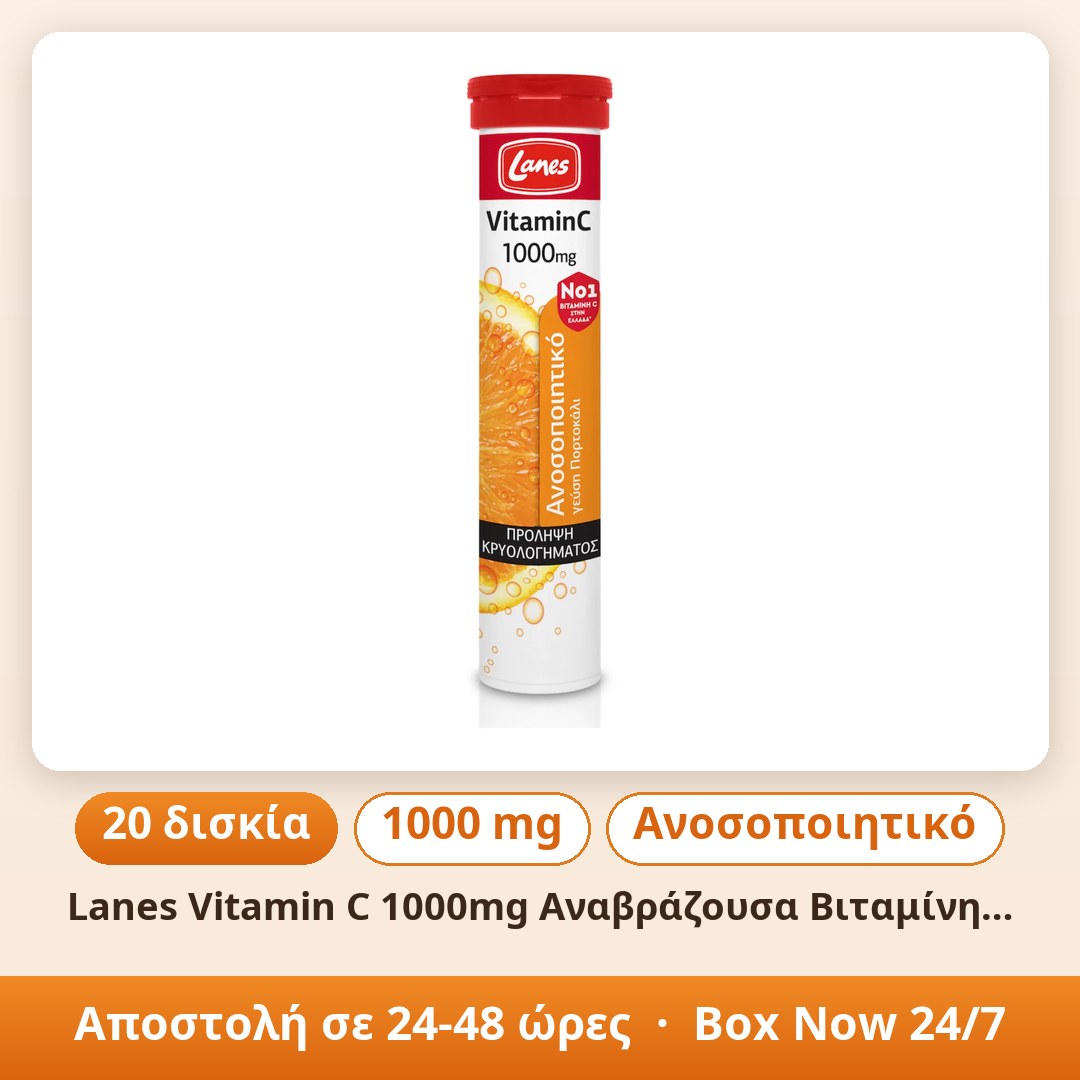 Lanes
VitaminC
1000mg
No1
ΒΙΤΑΜΙΝΗ C
ΣΤΗΝ
ΕΛΛΑΔΑ*
Ανοσοποιητικό
γεύση Πορτοκάλι
ΠΡΟΛΗΨΗ
ΚΡΥΟΛΟΓΗΜΑΤΟΣ
20 δισκία
1000 mg
Ανοσοποιητικό
Lanes Vitamin C 1000mg Αναβράζουσα Βιταμίνη...
Αποστολή σε 24-48 ώρες · Box Now 24/7